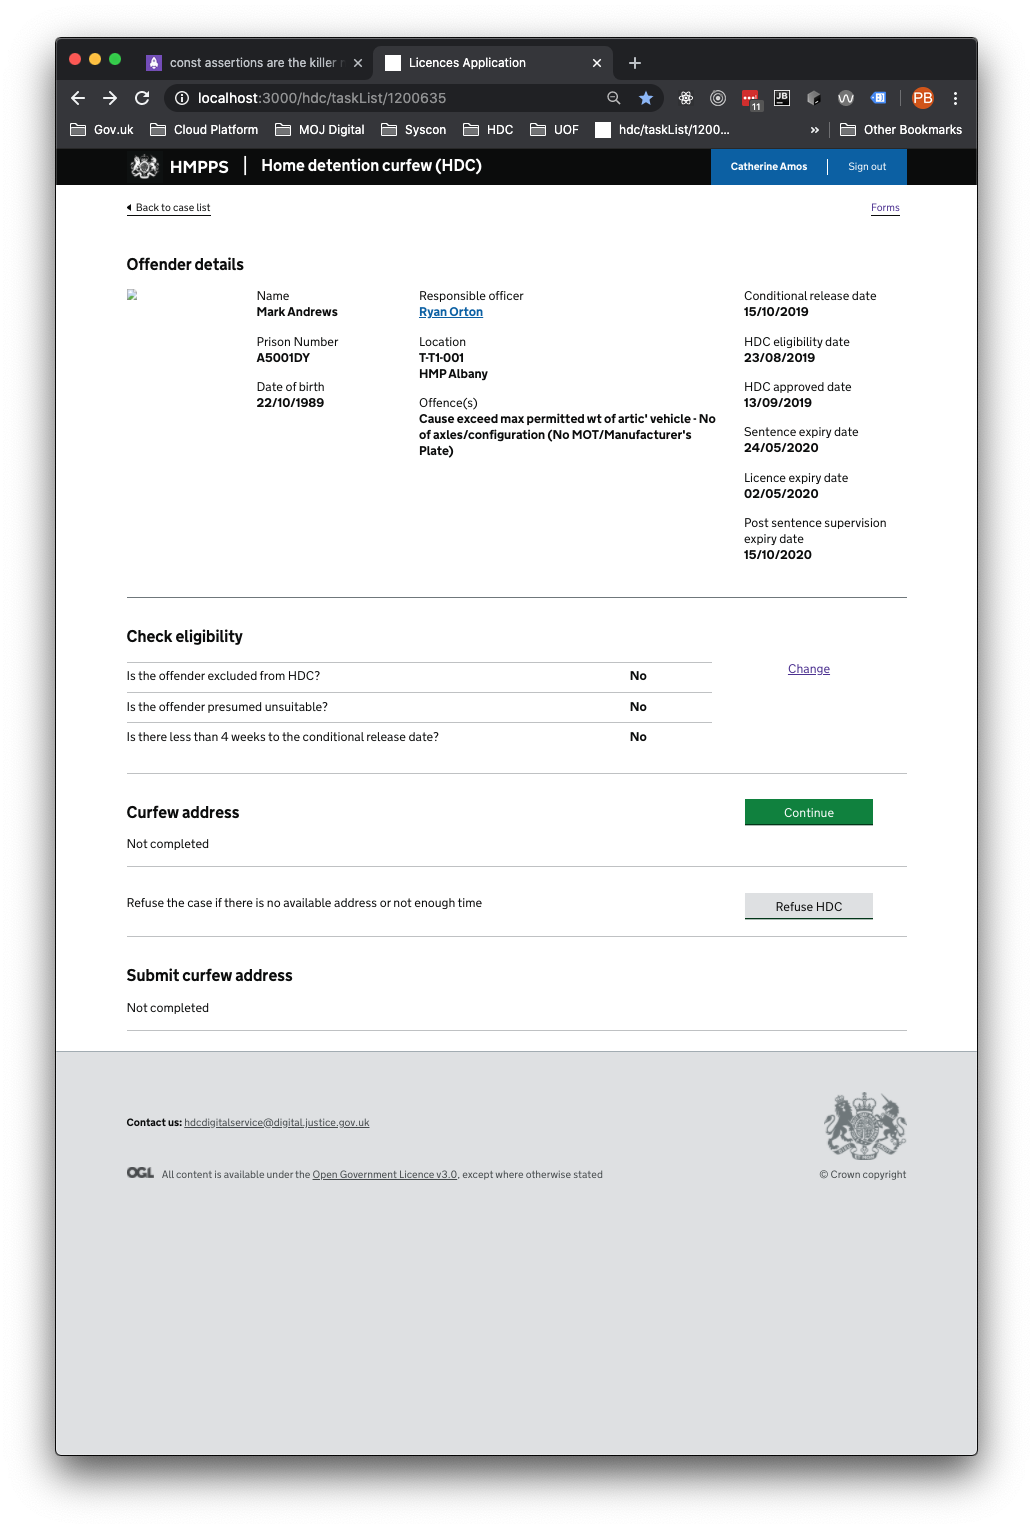 const assertions are the killer
Licences Application
localhost:3000/hdc/taskList/1200635
11
JB
PB
Gov.uk
Cloud Platform
MOJ Digital
Syscon
HDC
UOF
hdc/taskList/1200...
»
Other Bookmarks
HMPPS | Home detention curfew (HDC)
Catherine Amos
Sign out
Back to case list
Forms
Offender details
Name
Mark Andrews
Prison Number
A5001DY
Date of birth
22/10/1989
Responsible officer
Ryan Orton
Location
T-T1-001
HMP Albany
Offence(s)
Cause exceed max permitted wt of artic' vehicle - No
of axles/configuration (No MOT/Manufacturer's
Plate)
Conditional release date
15/10/2019
HDC eligibility date
23/08/2019
HDC approved date
13/09/2019
Sentence expiry date
24/05/2020
Licence expiry date
02/05/2020
Post sentence supervision
expiry date
15/10/2020
Check eligibility
Change
Is the offender excluded from HDC? No
Is the offender presumed unsuitable? No
Is there less than 4 weeks to the conditional release date? No
Curfew address
Continue
Not completed
Refuse the case if there is no available address or not enough time
Refuse HDC
Submit curfew address
Not completed
Contact us: hdcdigitalservice@digital.justice.gov.uk
OGL All content is available under the Open Government Licence v3.0, except where otherwise stated
© Crown copyright